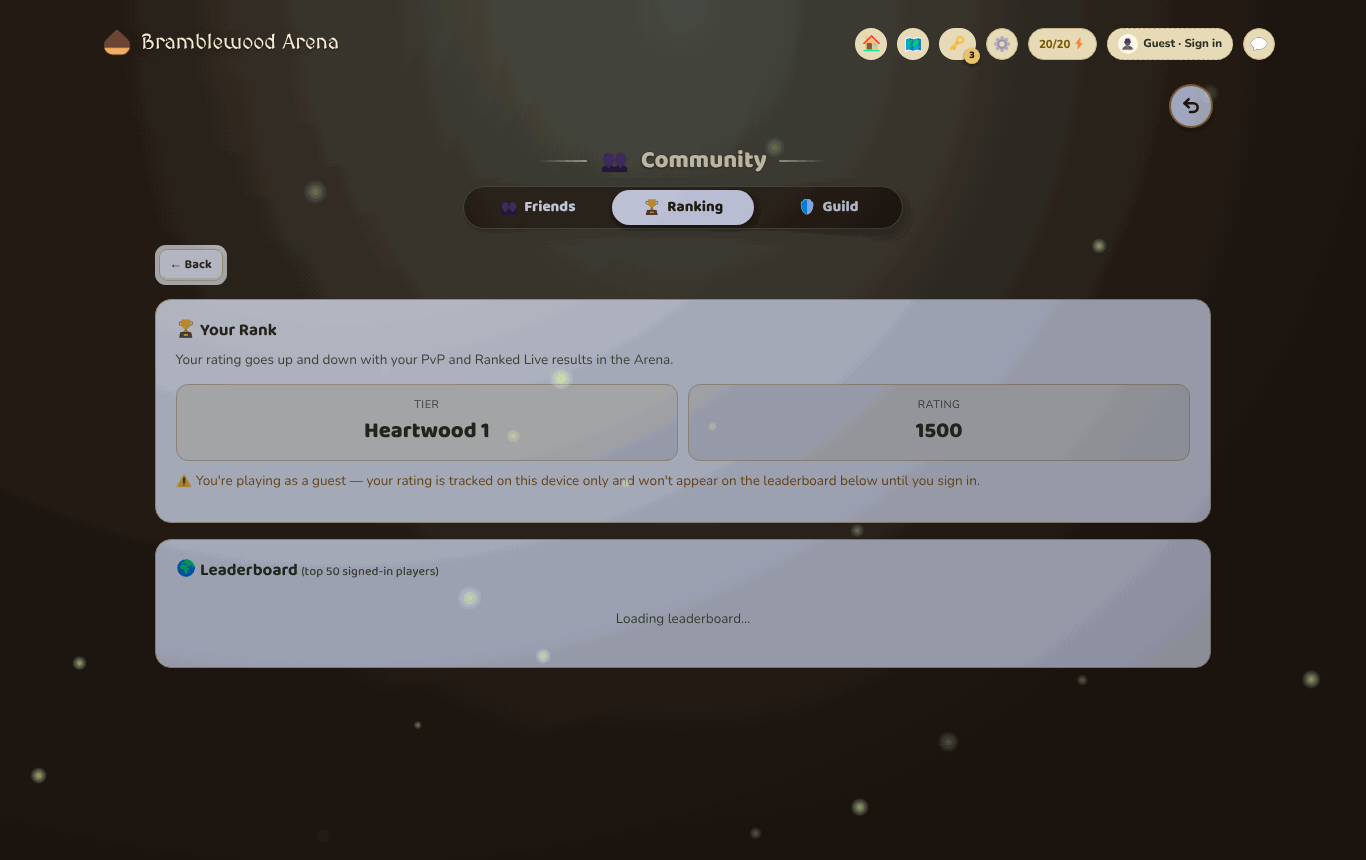 Bramblewood Arena
3
20/20
Guest · Sign in
Community
Friends
Ranking
Guild
← Back
Your Rank
Your rating goes up and down with your PvP and Ranked Live results in the Arena.
TIER
Heartwood 1
RATING
1500
You're playing as a guest — your rating is tracked on this device only and won't appear on the leaderboard below until you sign in.
Leaderboard (top 50 signed-in players)
Loading leaderboard...